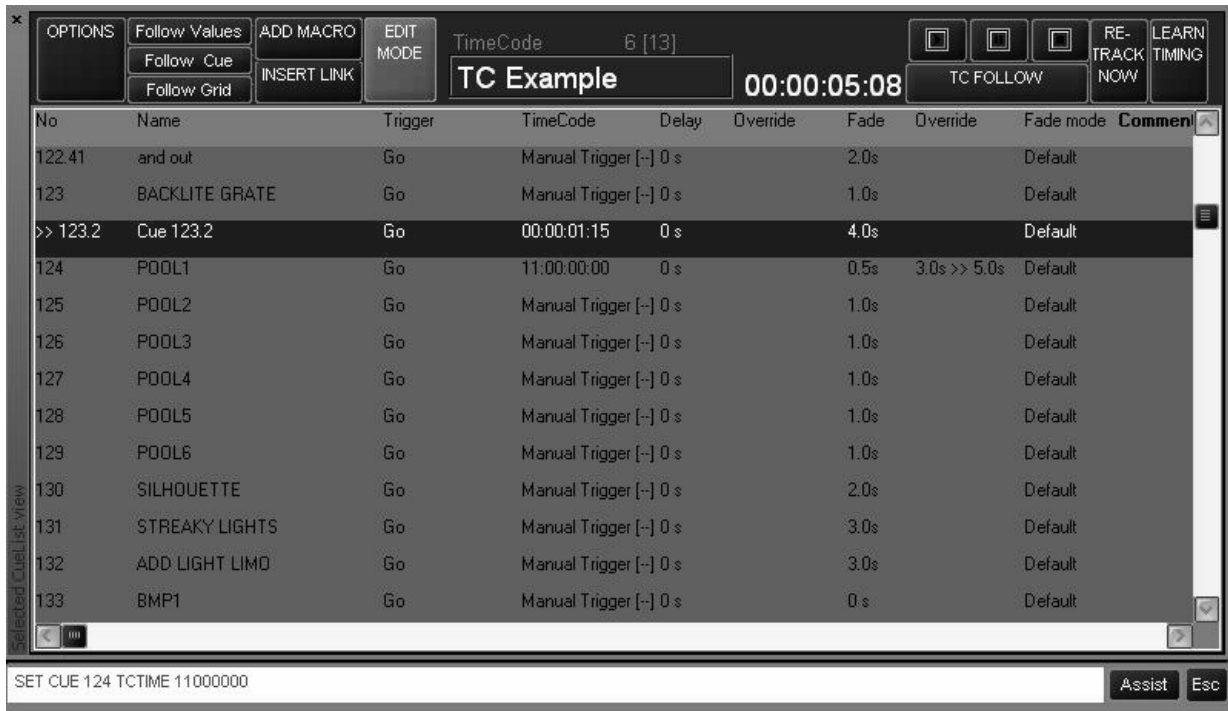 × OPTIONS Follow Values Follow Cue Follow Grid ADD MACRO INSERT LINK EDIT MODE
TimeCode 6 [13]
TC Example
00:00:05:08
TC FOLLOW
RE-TRACK NOW
LEARN TIMING
No Name Trigger TimeCode Delay Override Fade Override Fade mode Comment
122.41 and out Go Manual Trigger [--] 0 s 2.0s Default
123 BACKLITE GRATE Go Manual Trigger [--] 0 s 1.0s Default
>> 123.2 Cue 123.2 Go 00:00:01:15 0 s 4.0s Default
124 POOL1 Go 11:00:00:00 0 s 0.5s 3.0s >> 5.0s Default
125 POOL2 Go Manual Trigger [--] 0 s 1.0s Default
126 POOL3 Go Manual Trigger [--] 0 s 1.0s Default
127 POOL4 Go Manual Trigger [--] 0 s 1.0s Default
128 POOL5 Go Manual Trigger [--] 0 s 1.0s Default
129 POOL6 Go Manual Trigger [--] 0 s 1.0s Default
130 SILHOUETTE Go Manual Trigger [--] 0 s 2.0s Default
131 STREAKY LIGHTS Go Manual Trigger [--] 0 s 3.0s Default
132 ADD LIGHT LIMO Go Manual Trigger [--] 0 s 3.0s Default
133 BMP1 Go Manual Trigger [--] 0 s 0 s Default
Selected CueList View
SET CUE 124 TCTIME 11000000
Assist Esc